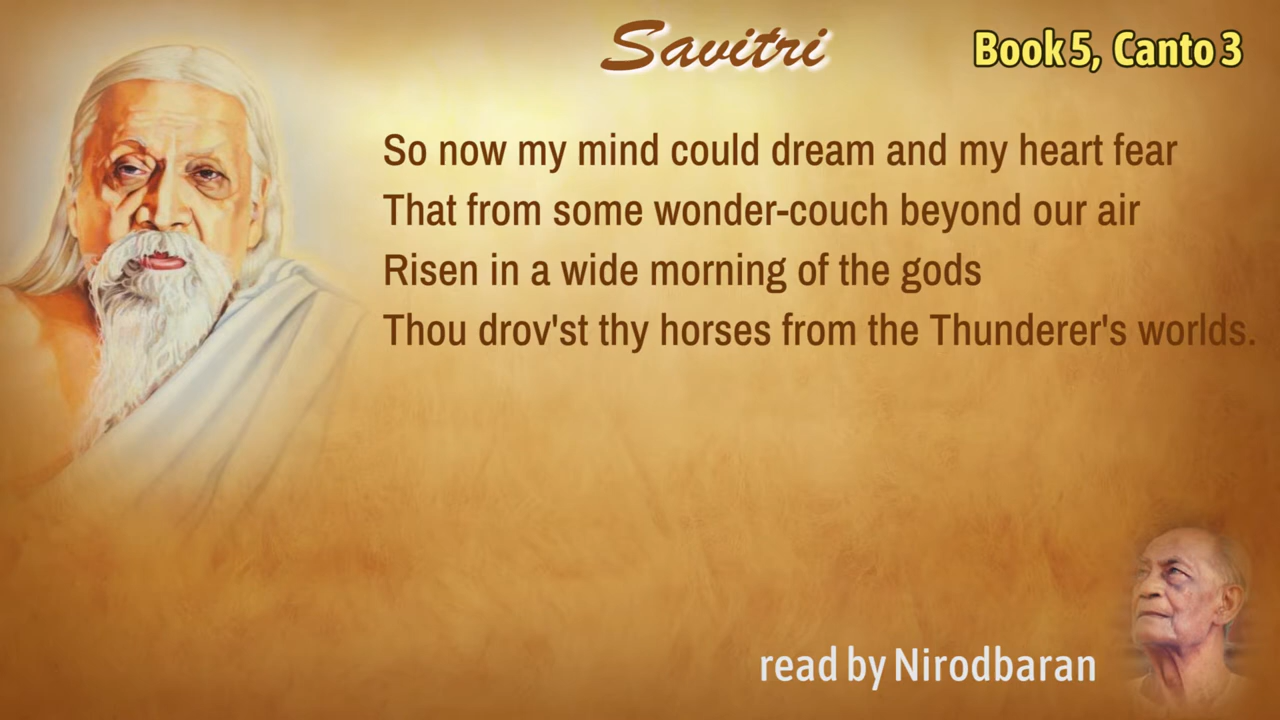 Savitri
Book 5, Canto 3
So now my mind could dream and my heart fear
That from some wonder-couch beyond our air
Risen in a wide morning of the gods
Thou drov'st thy horses from the Thunderer's worlds.
read by Nirodbaran